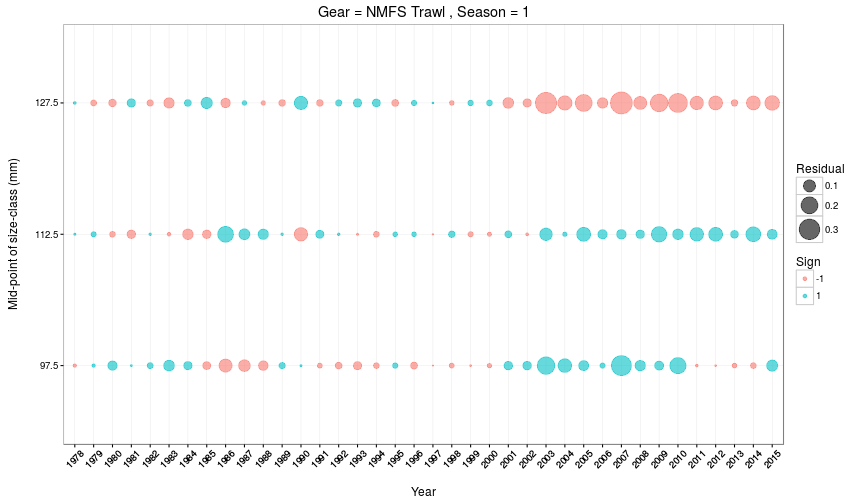 Gear = NMFS Trawl , Season = 1
Mid-point of size-class (mm)
127.5
112.5
97.5
1978 1979 1980 1981 1982 1983 1984 1985 1986 1987 1988 1989 1990 1991 1992 1993 1994 1995 1996 1997 1998 1999 2000 2001 2002 2003 2004 2005 2006 2007 2008 2009 2010 2011 2012 2013 2014 2015
Year
Residual
0.1
0.2
0.3
Sign
-1
1